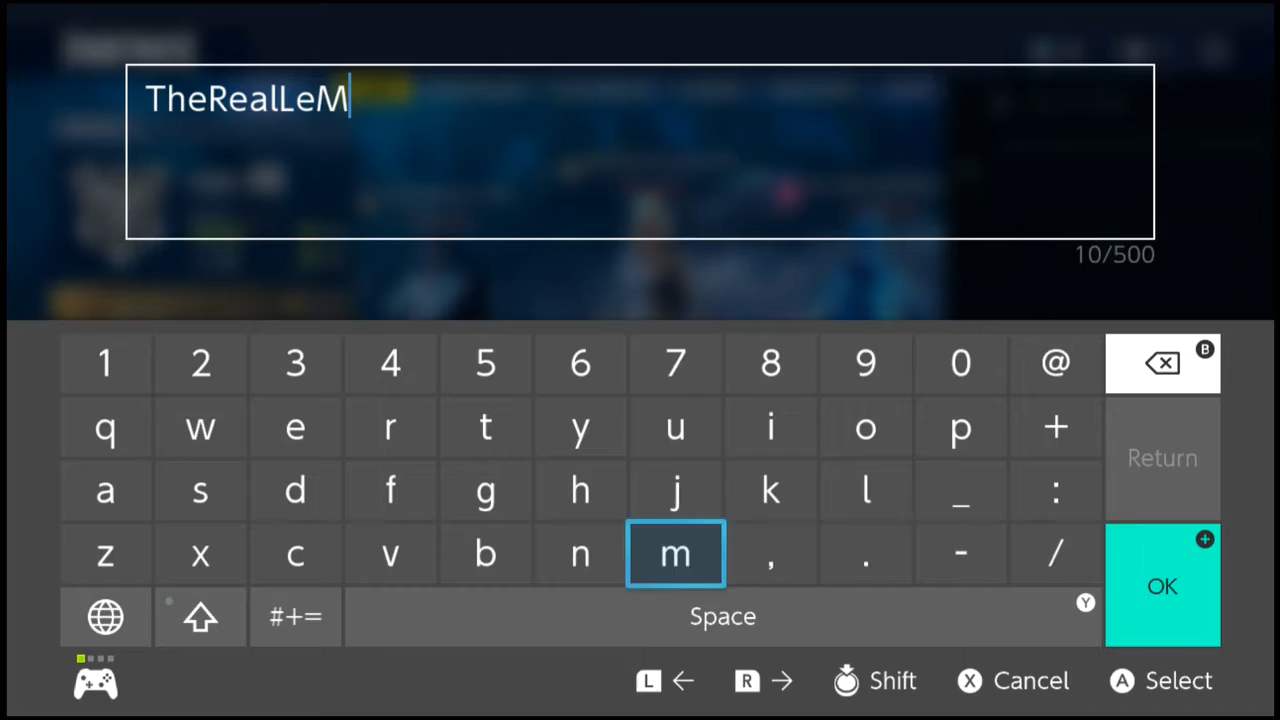 TheRealLeM
10/500
1 2 3 4 5 6 7 8 9 0 @ B
q w e r t y u i o p +
Return
a s d f g h j k l _ :
z x c v b n m , . - / +
OK
#+= Space Y
L ← R → Shift X Cancel A Select